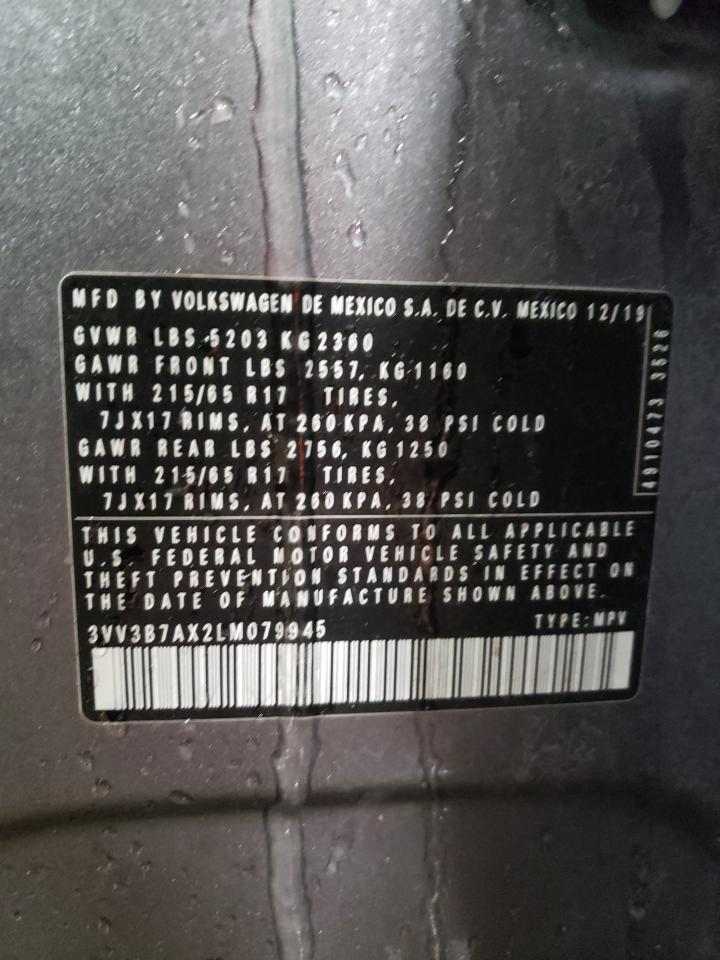 MFD BY VOLKSWAGEN DE MEXICO S.A. DE C.V. MEXICO 12/19
GVWR LBS 5203 KG 2360
GAWR FRONT LBS 2557, KG 1160
WITH 215/65 R17 TIRES,
7JX17 RIMS, AT 260 KPA, 38 PSI COLD
GAWR REAR LBS 2756, KG 1250
WITH 215/65 R17 TIRES,
7JX17 RIMS, AT 260 KPA, 38 PSI COLD
4910473 3626
THIS VEHICLE CONFORMS TO ALL APPLICABLE
U.S. FEDERAL MOTOR VEHICLE SAFETY AND
THEFT PREVENTION STANDARDS IN EFFECT ON
THE DATE OF MANUFACTURE SHOWN ABOVE.
3VV3B7AX2LM079945 TYPE: MPV